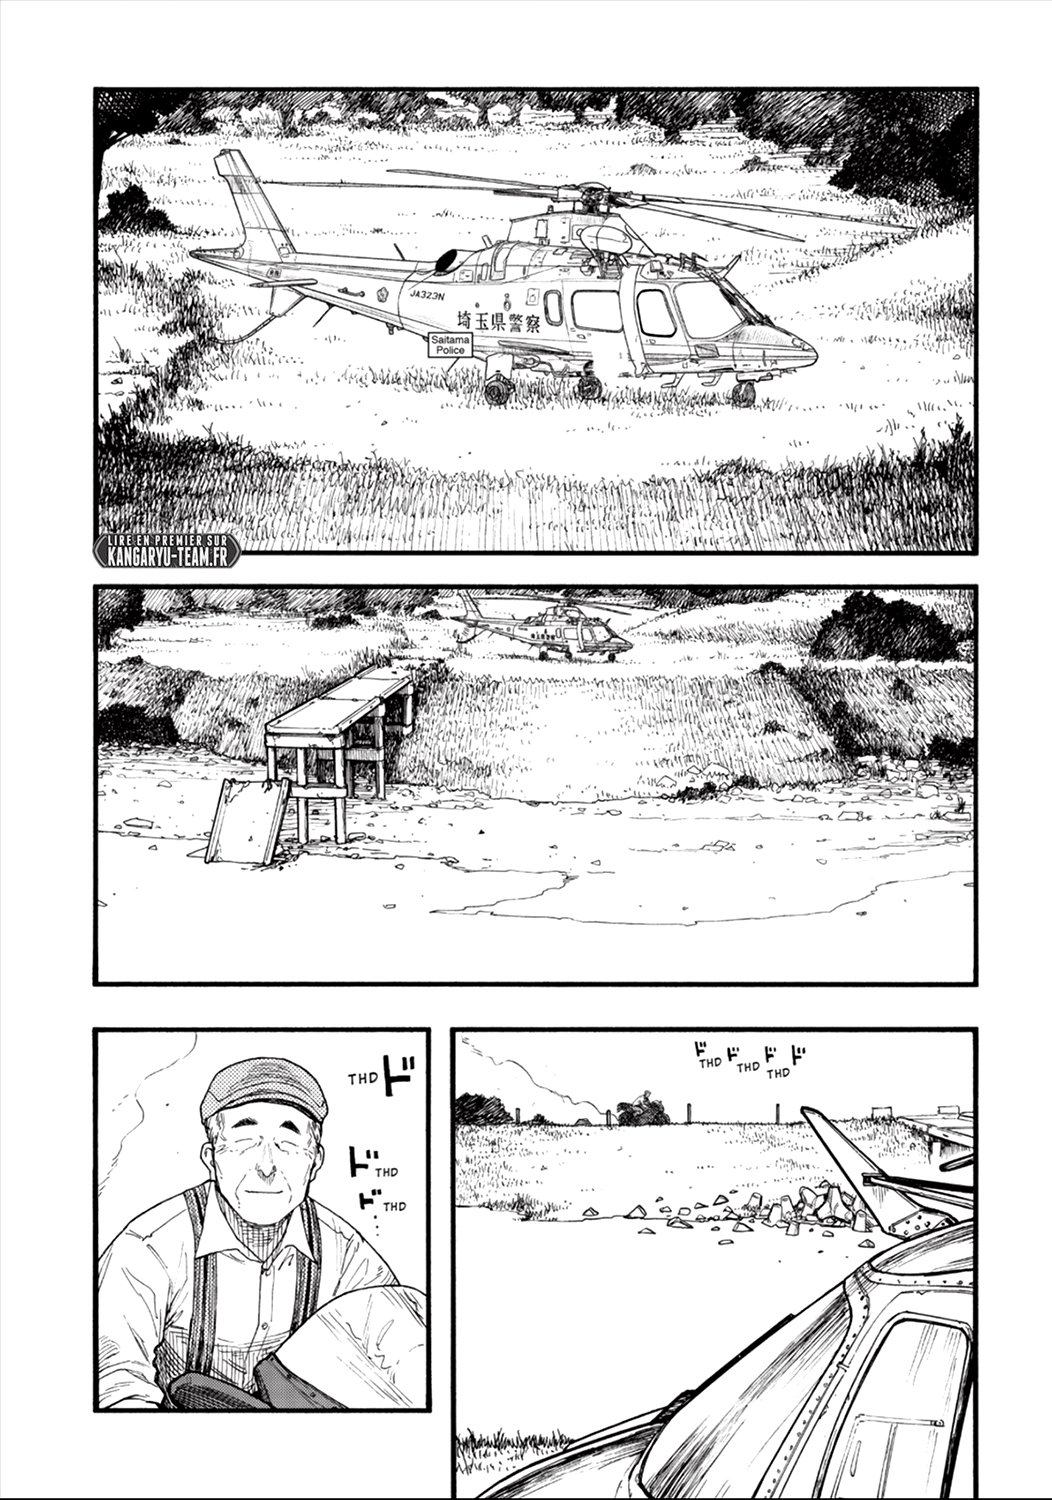 JA323N
埼玉県警察
Saitama
Police
LIRE EN PREMIER SUR
KANGARYU-TEAM.FR
ド ド ド ド
THD
THD
THD
ド
THD
ド
THD
ド
THD